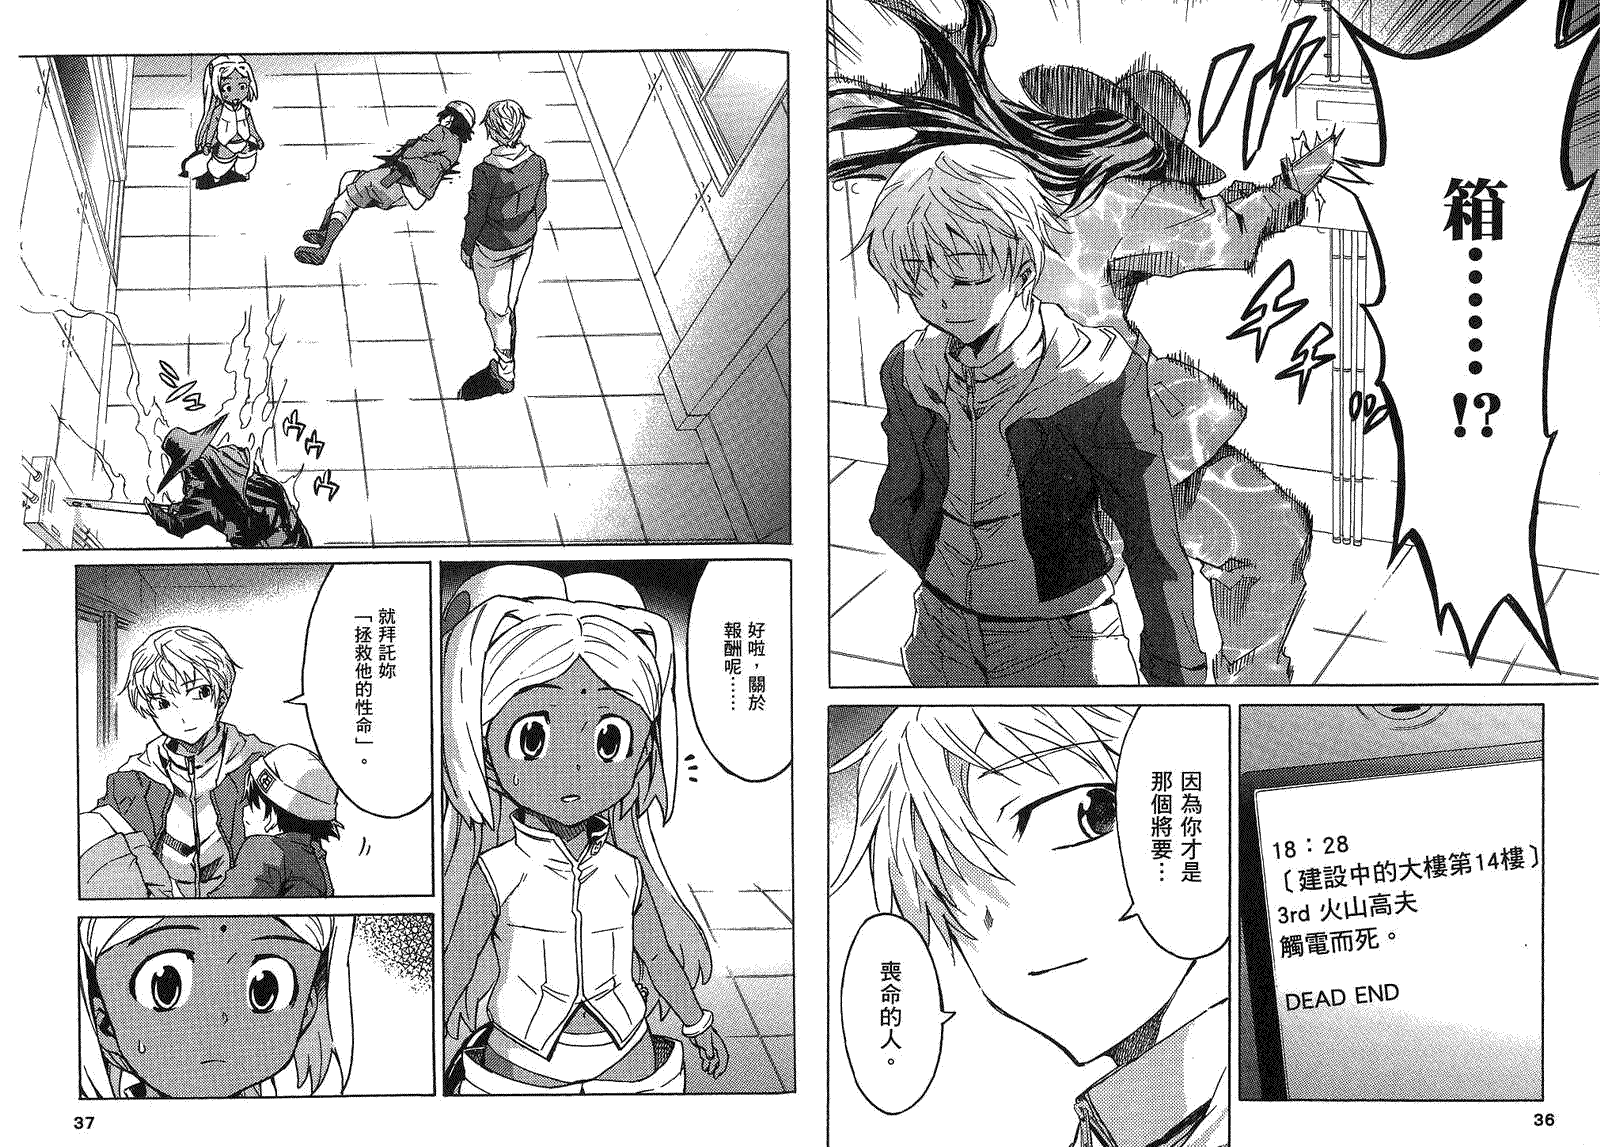 箱……!?
18：28
〔建設中的大樓第14樓〕
3rd 火山高夫
觸電而死。
DEAD END
因為你才是
那個將要…
喪命的人。
36
好啦，關於
報酬呢……
就拜託妳
「拯救他的性命」。
37